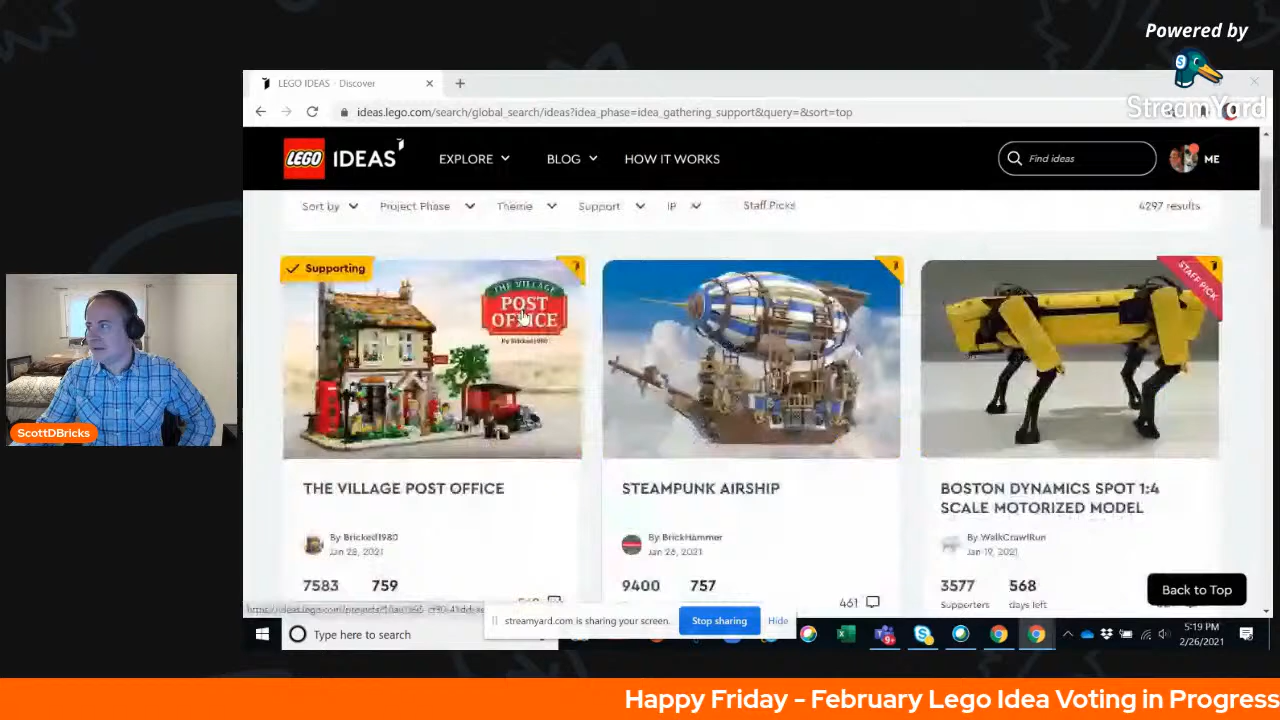 Powered by
StreamYard
LEGO IDEAS - Discover
ideas.lego.com/search/global_search/ideas?idea_phase=idea_gathering_support&query=&sort=top
LEGO IDEAS
EXPLORE
BLOG
HOW IT WORKS
Find ideas
ME
Sort by
Project Phase
Theme
Support
IP
Staff Picks
4297 results
Supporting
THE VILLAGE
POST
OFFICE
By Bricked1980
STAFF PICK
THE VILLAGE POST OFFICE
By Bricked1980
Jan 28, 2021
7583 759
STEAMPUNK AIRSHIP
By BrickHammer
Jan 28, 2021
9400 757
461
BOSTON DYNAMICS SPOT 1:4
SCALE MOTORIZED MODEL
By WalkCrawlRun
Jan 19, 2021
3577 568
Supporters days left
Back to Top
streamyard.com is sharing your screen.
Stop sharing
Hide
Type here to search
5:19 PM
2/26/2021
ScottDBricks
Happy Friday - February Lego Idea Voting in Progress